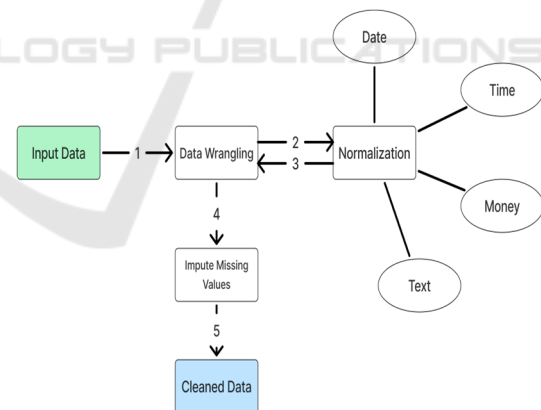 LOGY PUBLICATIONS
Date
Time
Input Data
1
Data Wrangling
2
3
Normalization
Money
4
Impute Missing
Values
Text
5
Cleaned Data